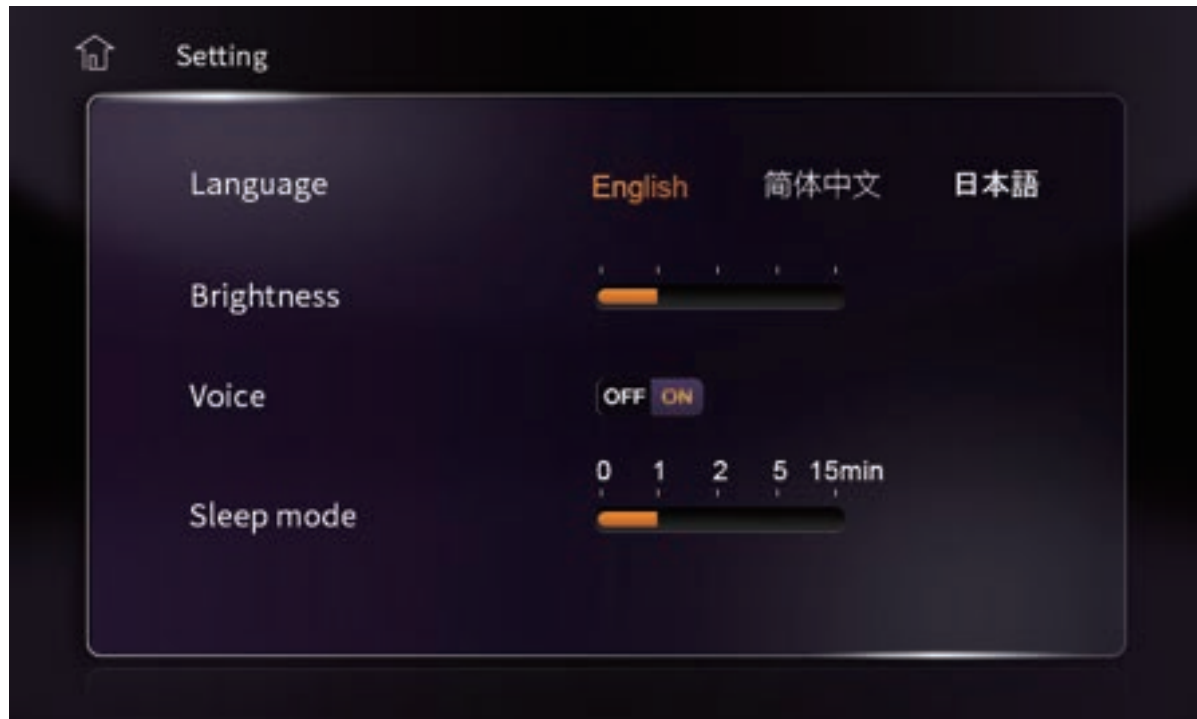 Setting
Language English 简体中文 日本語
Brightness
Voice OFF ON
0 1 2 5 15min
Sleep mode